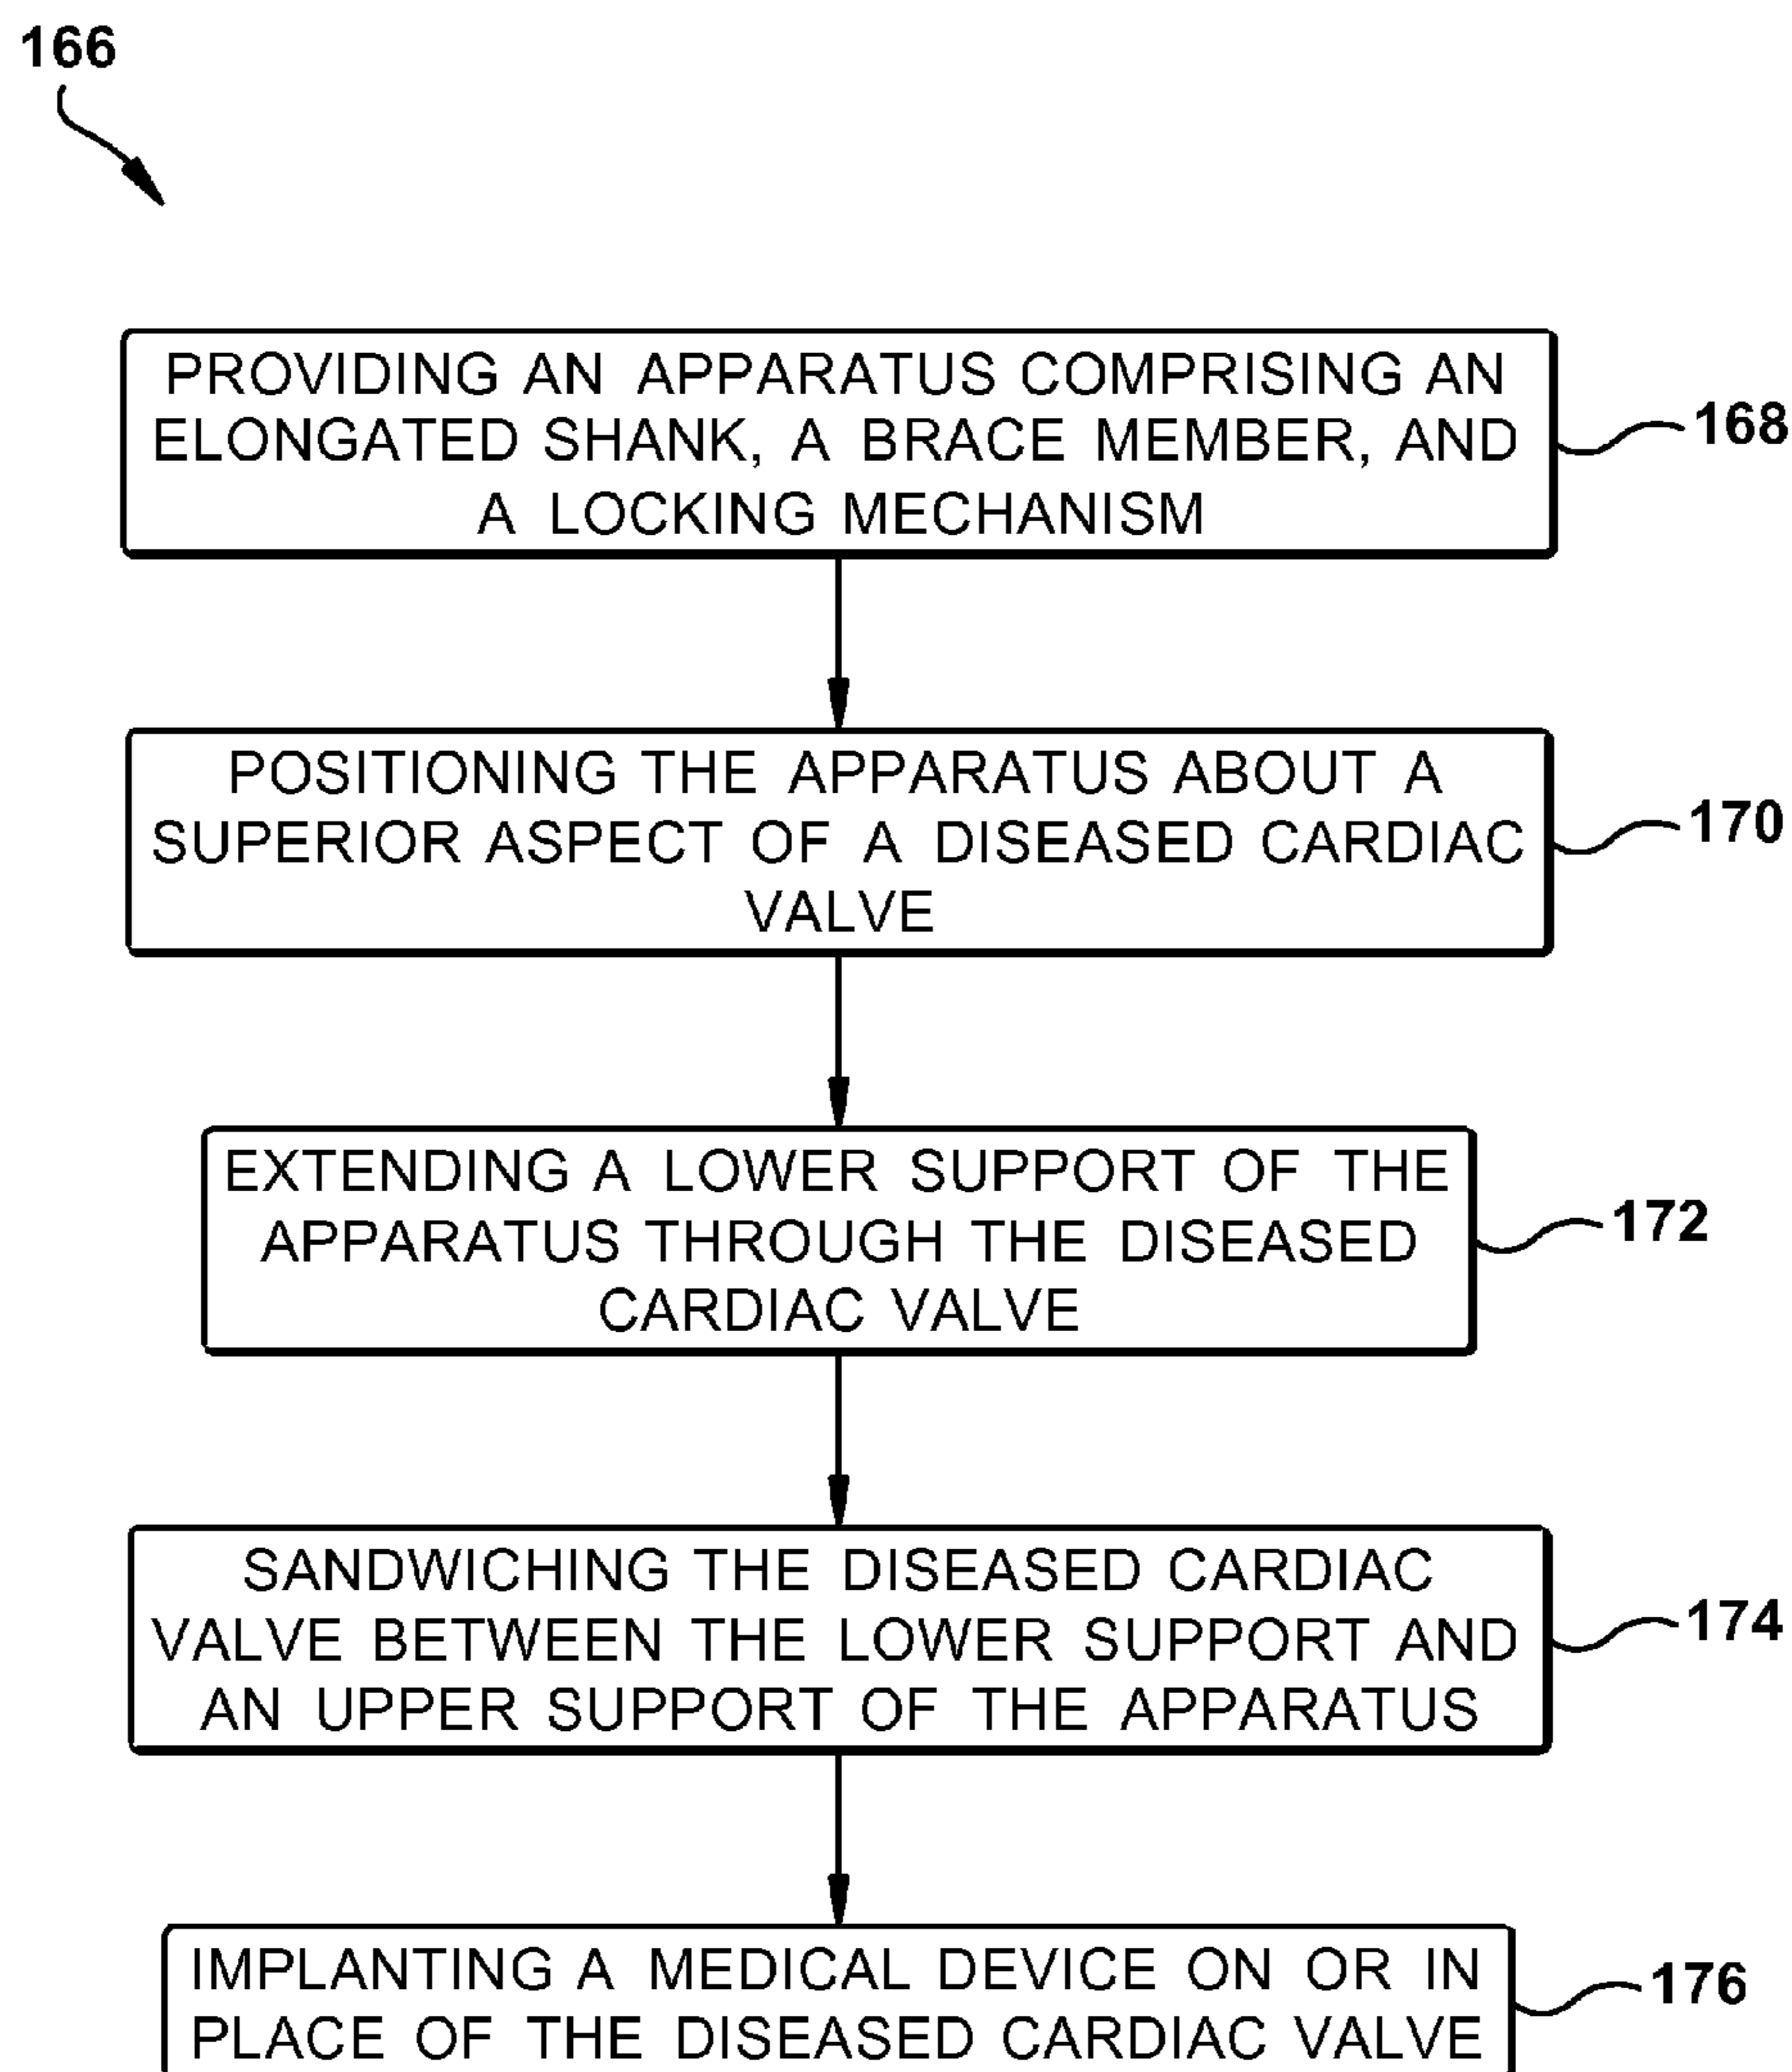 166
PROVIDING AN APPARATUS COMPRISING AN
ELONGATED SHANK, A BRACE MEMBER, AND
A LOCKING MECHANISM
168
POSITIONING THE APPARATUS ABOUT A
SUPERIOR ASPECT OF A DISEASED CARDIAC
VALVE
170
EXTENDING A LOWER SUPPORT OF THE
APPARATUS THROUGH THE DISEASED
CARDIAC VALVE
172
SANDWICHING THE DISEASED CARDIAC
VALVE BETWEEN THE LOWER SUPPORT AND
AN UPPER SUPPORT OF THE APPARATUS
174
IMPLANTING A MEDICAL DEVICE ON OR IN
PLACE OF THE DISEASED CARDIAC VALVE
176